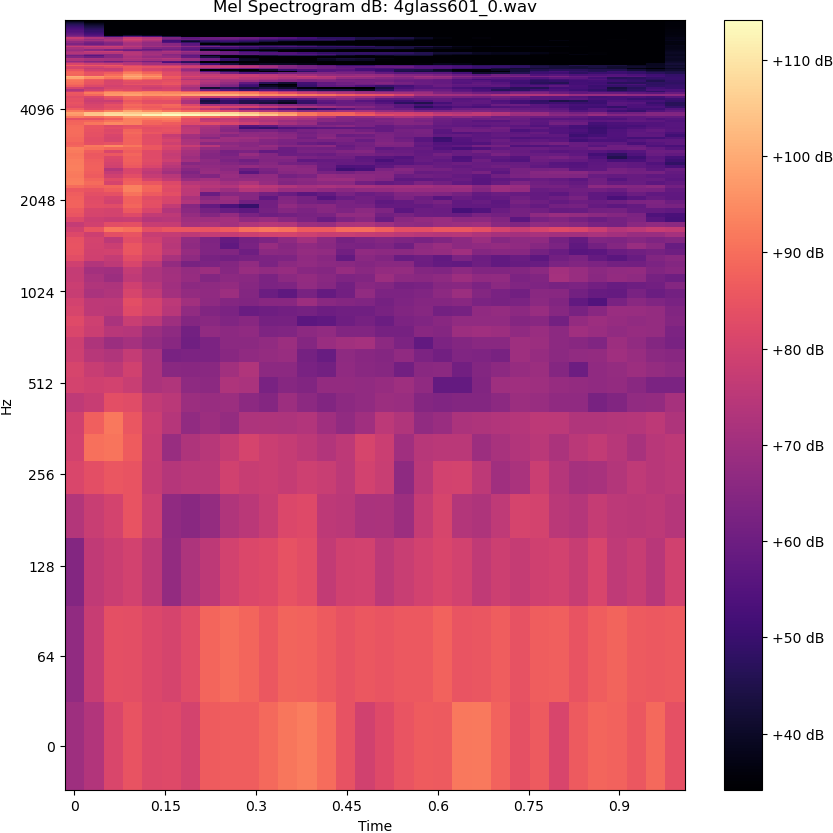 Mel Spectrogram dB: 4glass601_0.wav
+110 dB
4096
+100 dB
2048
+90 dB
1024
+80 dB
512
Hz
+70 dB
256
+60 dB
128
64
+50 dB
0
+40 dB
0 0.15 0.3 0.45 0.6 0.75 0.9
Time